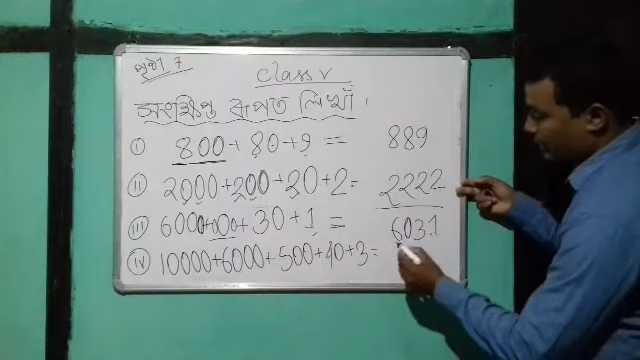 পৃষ্ঠা 7
Class V
সংক্ষিপ্ত ৰূপত লিখাঁ ।
i 800 + 80 + 9 == 889
ii 2000 + 200 + 20 + 2 = 2222
iii 6000 + 00 + 30 + 1 = 6031
iv 10000 + 6000 + 500 + 40 + 3 =